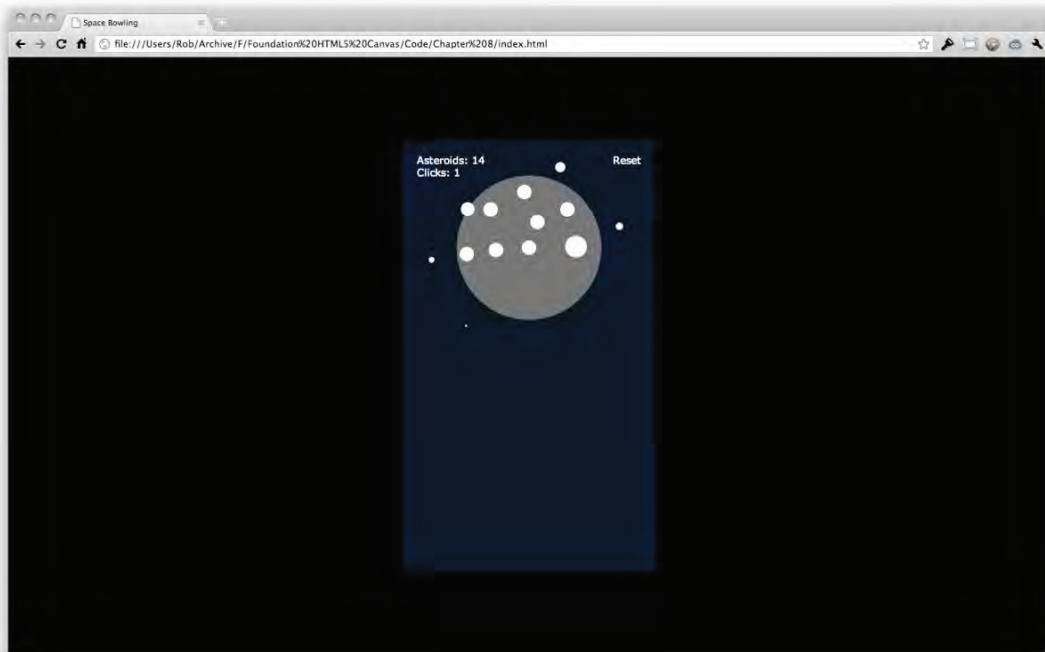 Space Bowling
file:///Users/Rob/Archive/F/Foundation%20HTML5%20Canvas/Code/Chapter%208/index.html
Asteroids: 14
Reset
Clicks: 1